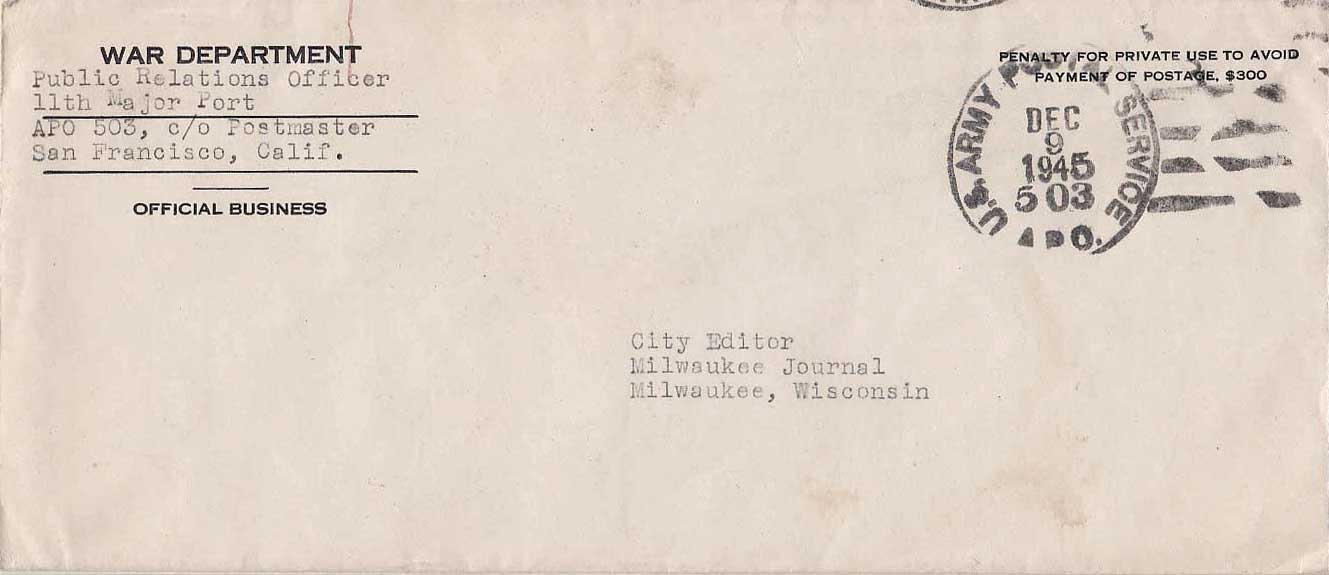 WAR DEPARTMENT
Public Relations Officer
11th Major Port
APO 503, c/o Postmaster
San Francisco, Calif.
OFFICIAL BUSINESS
PENALTY FOR PRIVATE USE TO AVOID
PAYMENT OF POSTAGE, $300
U.S. ARMY POSTAL SERVICE
DEC
9
1945
503
A.P.O.
City Editor
Milwaukee Journal
Milwaukee, Wisconsin